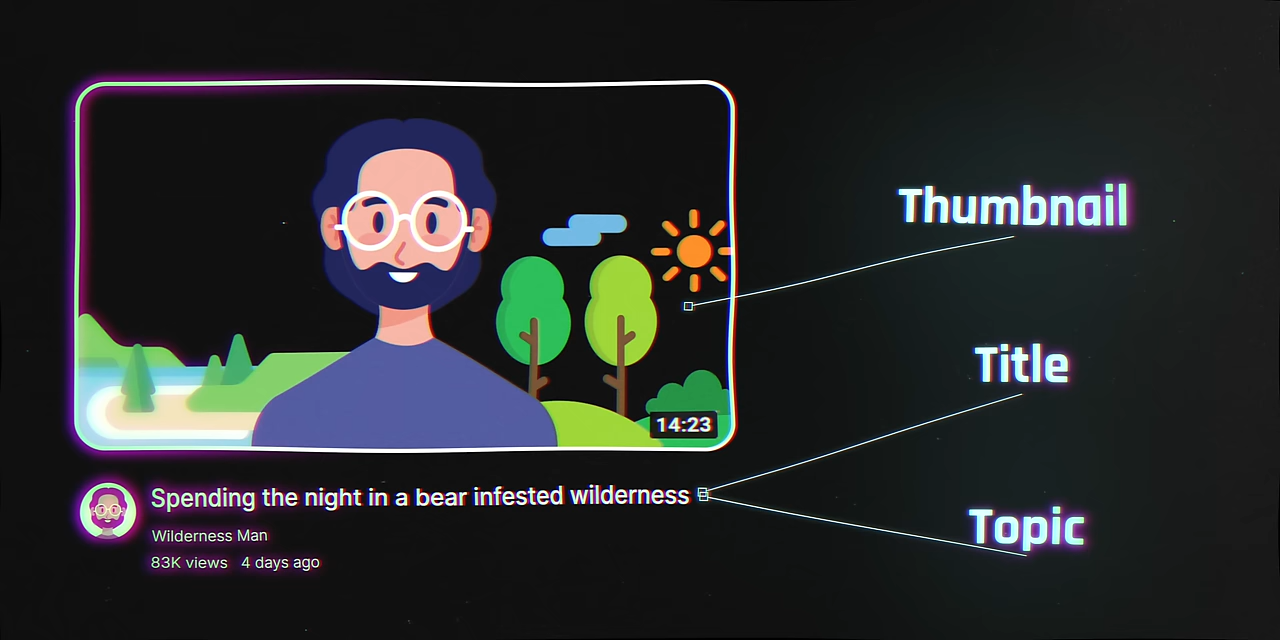 Thumbnail
Title
Topic
14:23
Spending the night in a bear infested wilderness
Wilderness Man
83K views 4 days ago